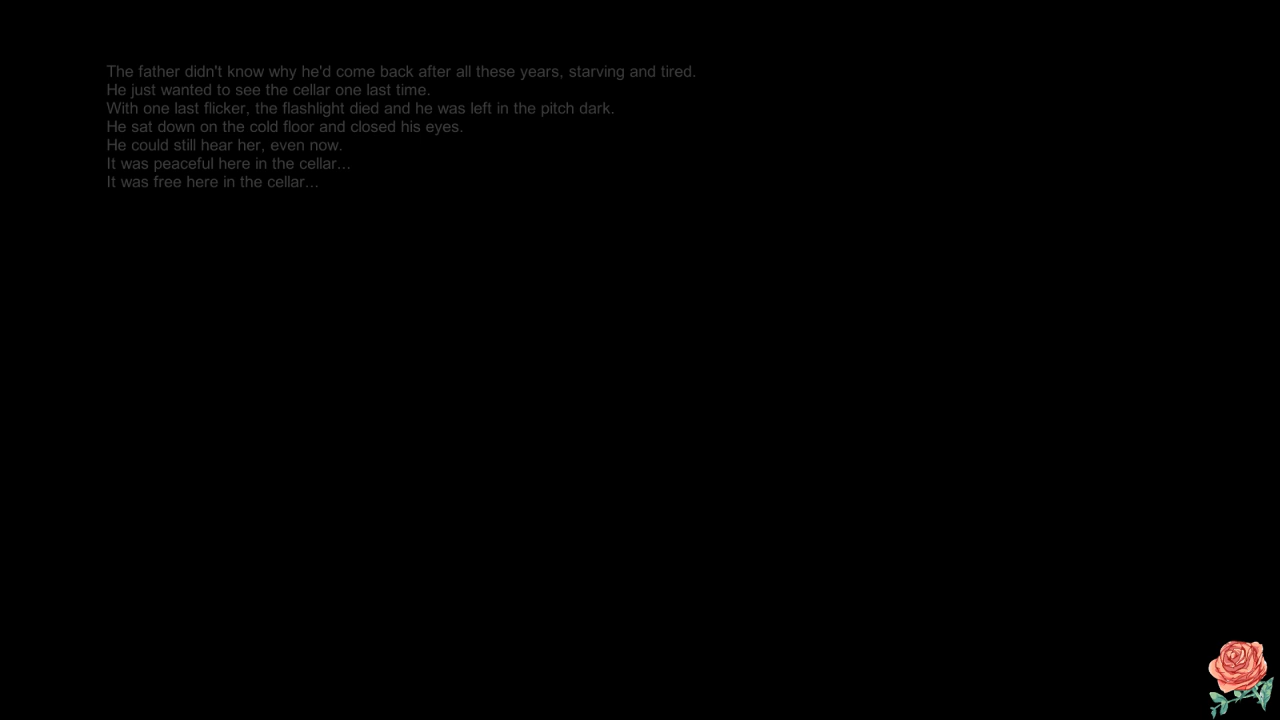 The father didn't know why he'd come back after all these years, starving and tired.
He just wanted to see the cellar one last time.
With one last flicker, the flashlight died and he was left in the pitch dark.
He sat down on the cold floor and closed his eyes.
He could still hear her, even now.
It was peaceful here in the cellar...
It was free here in the cellar...